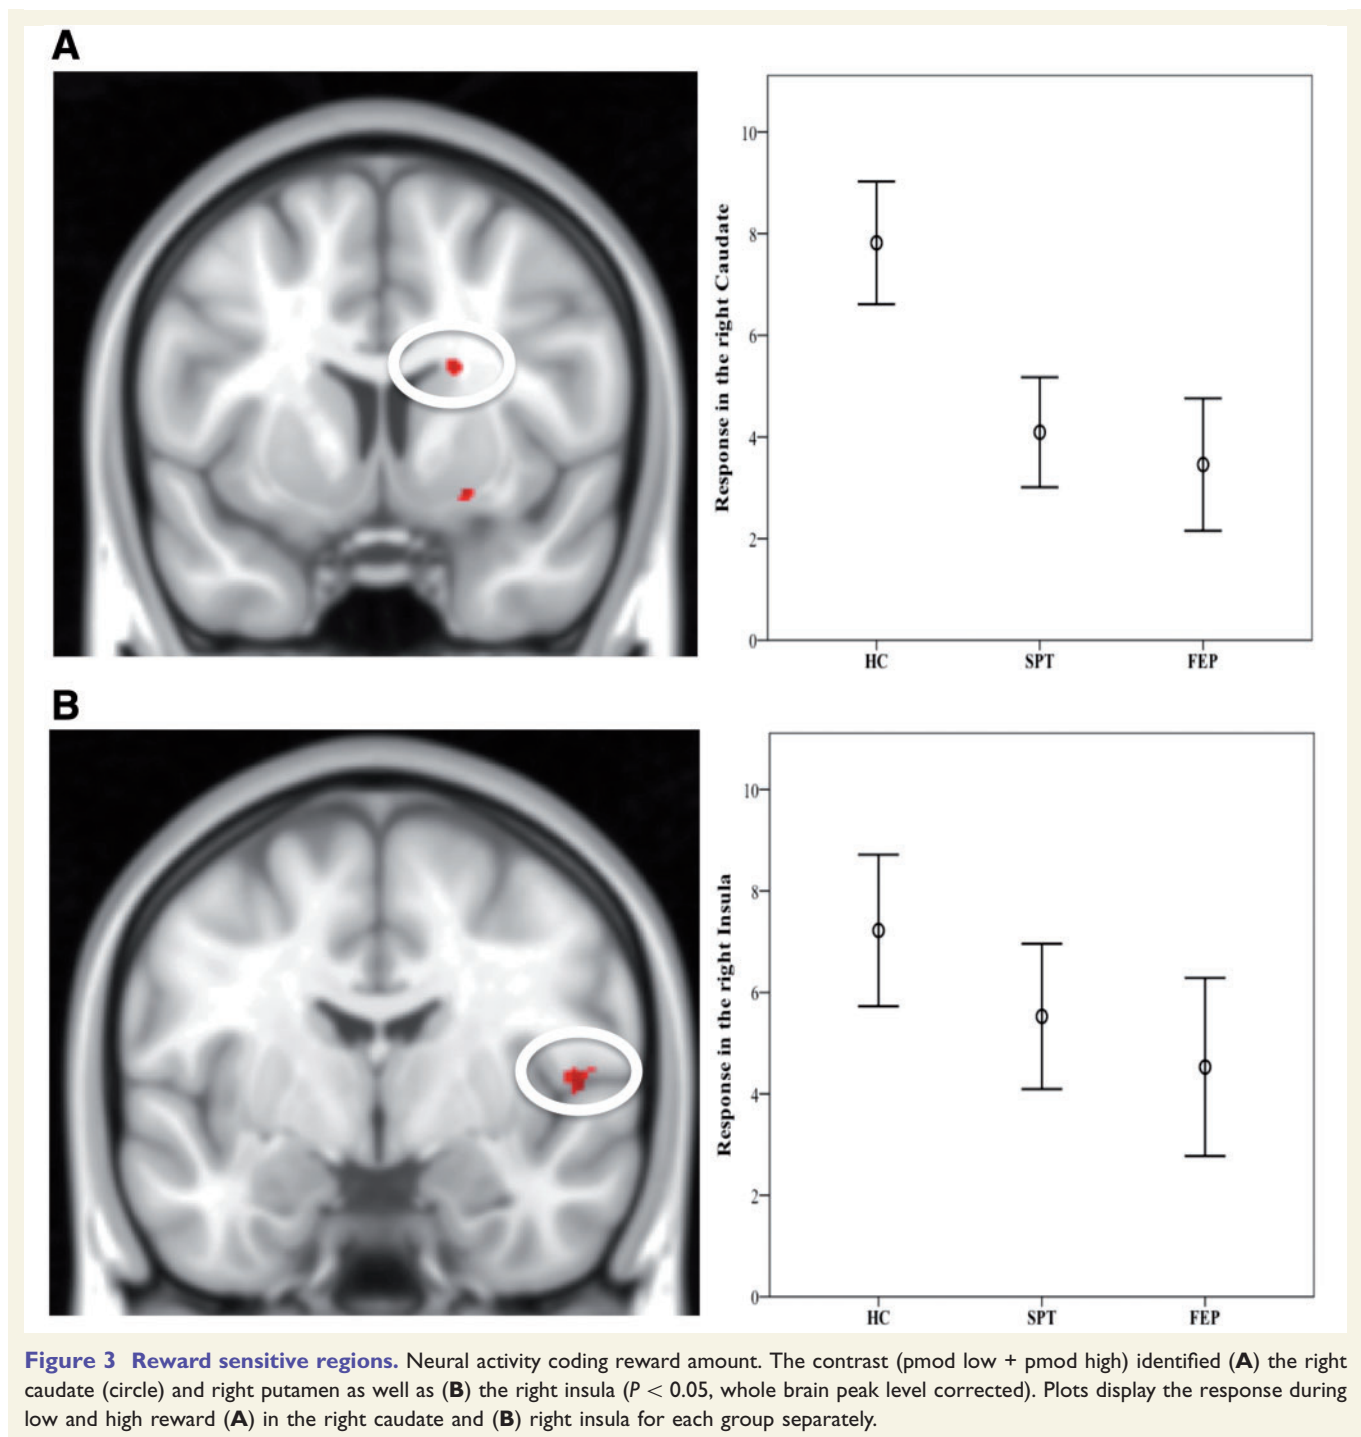 A
10
8
6
4
2
0
Response in the right Caudate
HC SPT FEP
B
10
8
6
4
2
0
Response in the right Insula
HC SPT FEP
Figure 3 Reward sensitive regions. Neural activity coding reward amount. The contrast (pmod low + pmod high) identified (A) the right
caudate (circle) and right putamen as well as (B) the right insula (P < 0.05, whole brain peak level corrected). Plots display the response during
low and high reward (A) in the right caudate and (B) right insula for each group separately.